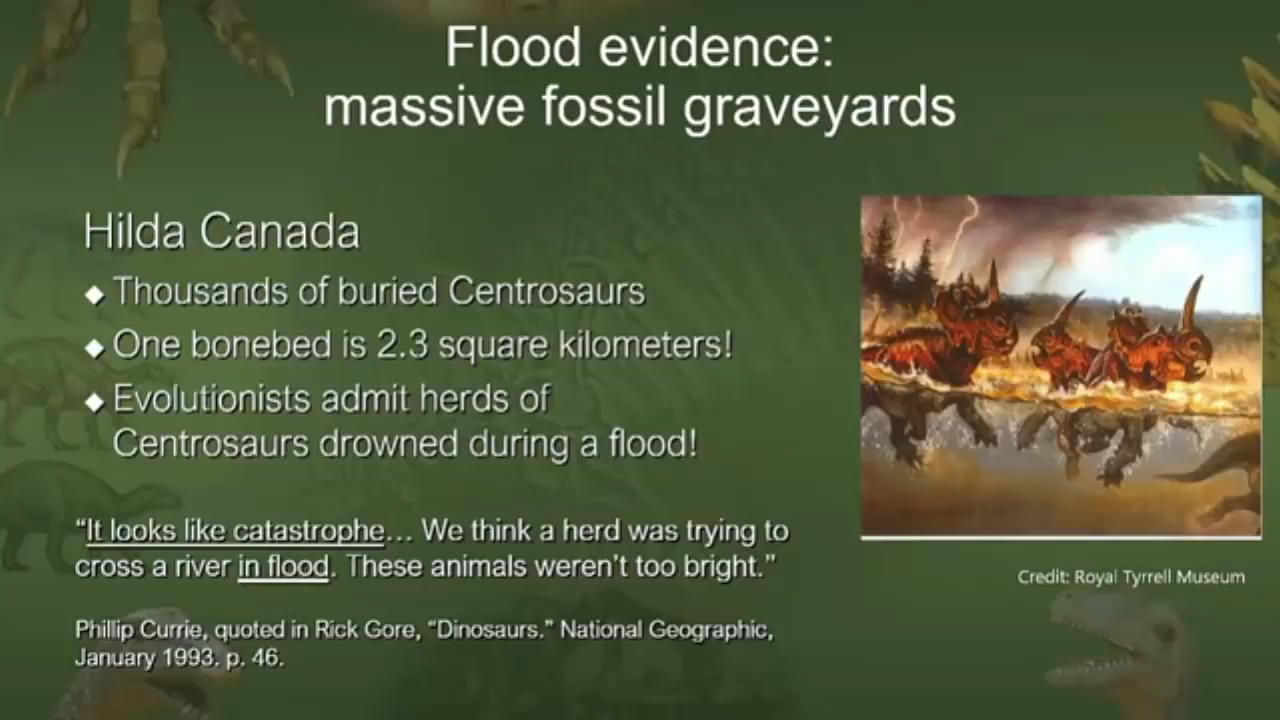 Flood evidence:
massive fossil graveyards
Hilda Canada
◆ Thousands of buried Centrosaurs
◆ One bonebed is 2.3 square kilometers!
◆ Evolutionists admit herds of
Centrosaurs drowned during a flood!
“It looks like catastrophe… We think a herd was trying to
cross a river in flood. These animals weren’t too bright.”
Credit: Royal Tyrrell Museum
Phillip Currie, quoted in Rick Gore, “Dinosaurs.” National Geographic,
January 1993. p. 46.